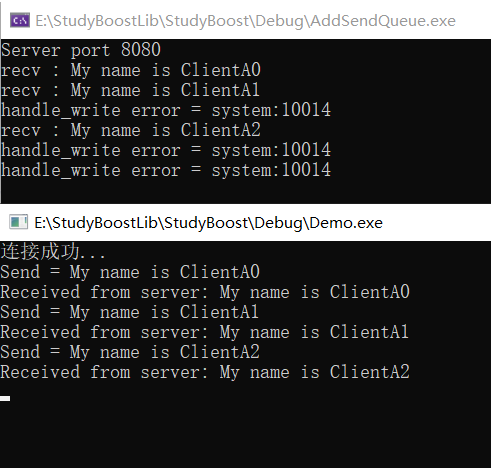 E:\StudyBoostLib\StudyBoost\Debug\AddSendQueue.exe
Server port 8080
recv : My name is ClientA0
recv : My name is ClientA1
handle_write error = system:10014
recv : My name is ClientA2
handle_write error = system:10014
handle_write error = system:10014
E:\StudyBoostLib\StudyBoost\Debug\Demo.exe
连接成功...
Send = My name is ClientA0
Received from server: My name is ClientA0
Send = My name is ClientA1
Received from server: My name is ClientA1
Send = My name is ClientA2
Received from server: My name is ClientA2